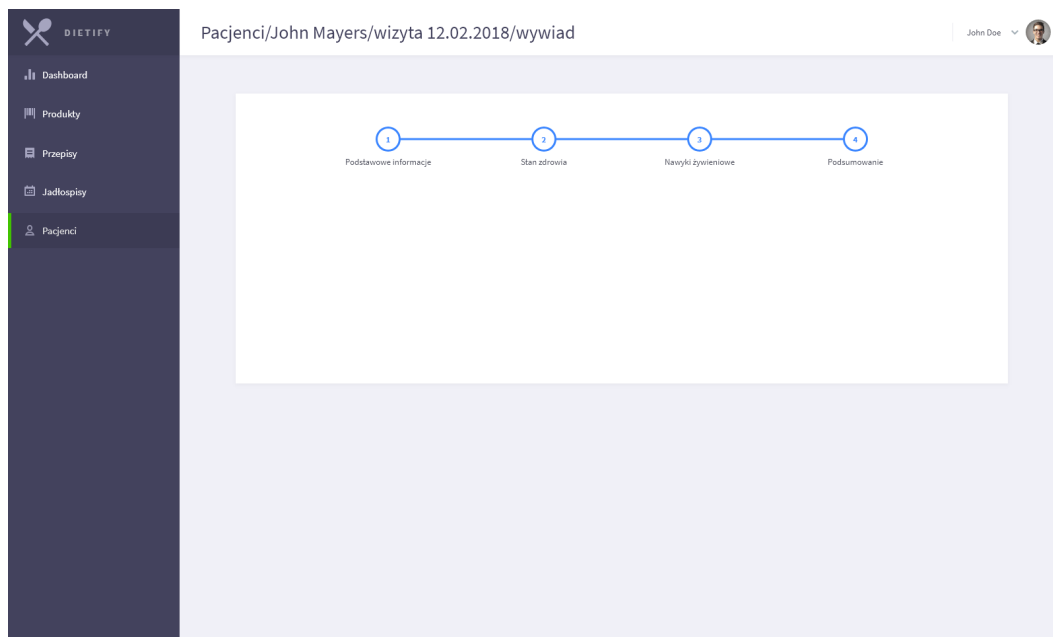 DIETIFY
Pacjenci/John Mayers/wizyta 12.02.2018/wywiad
John Doe
Dashboard
Produkty
Przepisy
Jadłospisy
Pacjenci
1 2 3 4
Podstawowe informacje Stan zdrowia Nawyki żywieniowe Podsumowanie